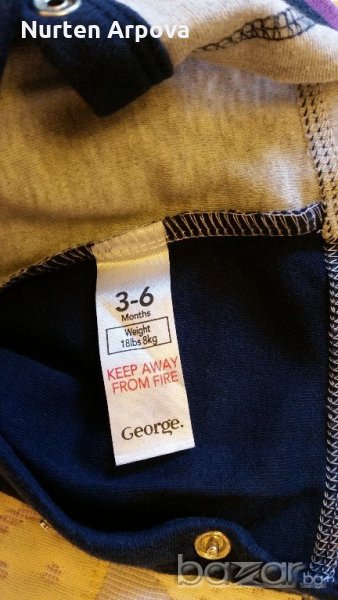 Nurten Arpova
3-6
Months
Weight
18lbs 8kg
KEEP AWAY
FROM FIRE
George.
bazar.bg